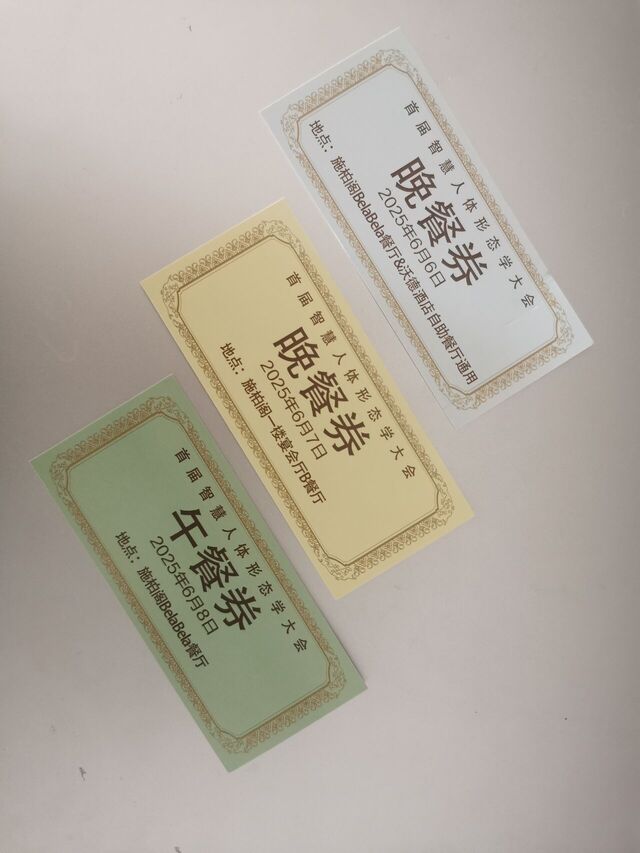 首届智慧人体形态学大会
晚餐券
2025年6月6日
地点：施柏阁BelaBela餐厅&沃德酒店自助餐厅通用
首届智慧人体形态学大会
晚餐券
2025年6月7日
地点：施柏阁一楼宴会厅B餐厅
首届智慧人体形态学大会
午餐券
2025年6月8日
地点：施柏阁BelaBela餐厅